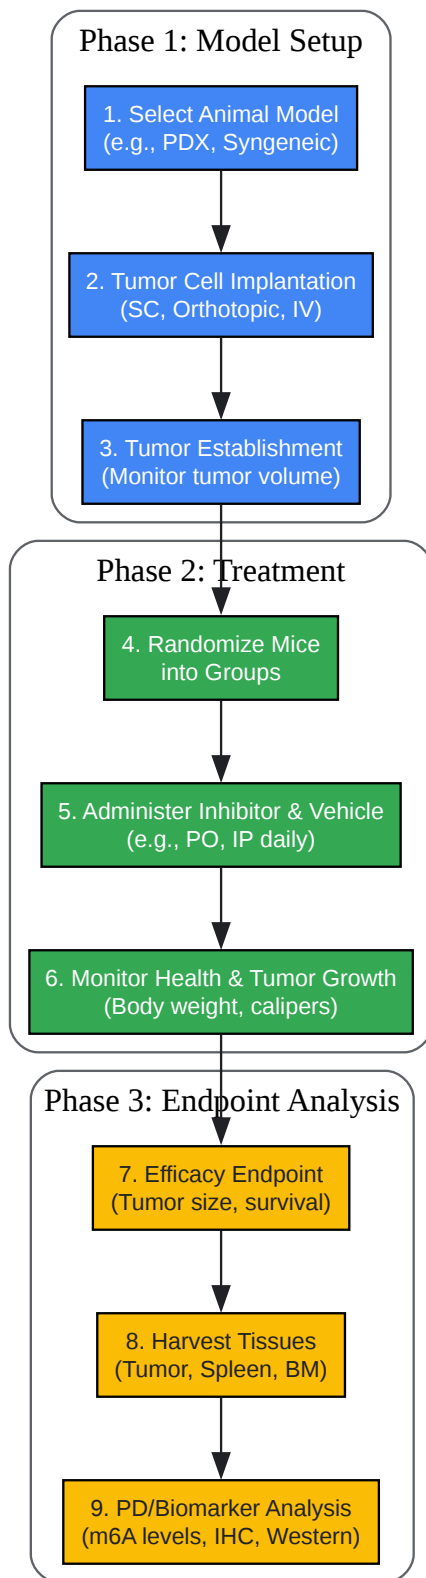 Phase 1: Model Setup
1. Select Animal Model
(e.g., PDX, Syngeneic)
2. Tumor Cell Implantation
(SC, Orthotopic, IV)
3. Tumor Establishment
(Monitor tumor volume)
Phase 2: Treatment
4. Randomize Mice
into Groups
5. Administer Inhibitor & Vehicle
(e.g., PO, IP daily)
6. Monitor Health & Tumor Growth
(Body weight, calipers)
Phase 3: Endpoint Analysis
7. Efficacy Endpoint
(Tumor size, survival)
8. Harvest Tissues
(Tumor, Spleen, BM)
9. PD/Biomarker Analysis
(m6A levels, IHC, Western)